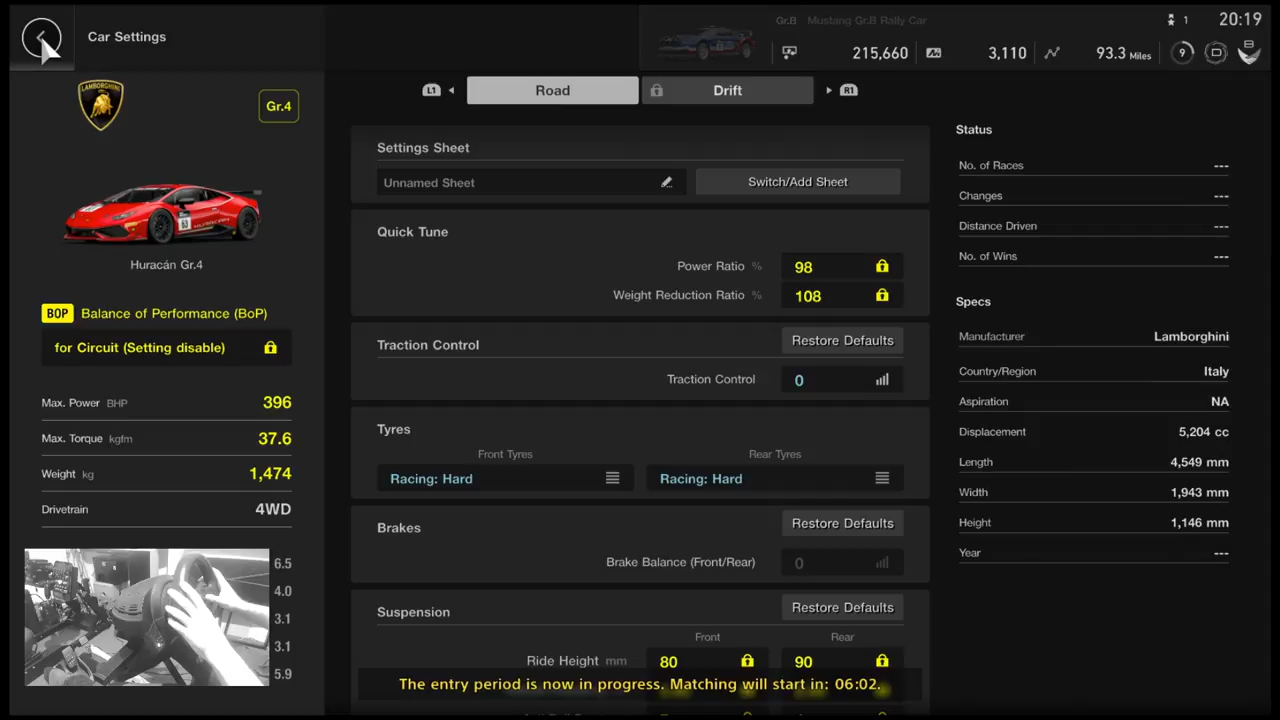 Car Settings
Gr.B Mustang Gr.B Rally Car
1
20:19
215,660
3,110
93.3 Miles
9
D
B
L1
Road
Drift
R1
LAMBORGHINI
Gr.4
Huracán Gr.4
BOP Balance of Performance (BoP)
for Circuit (Setting disable)
Max. Power BHP 396
Max. Torque kgfm 37.6
Weight kg 1,474
Drivetrain 4WD
6.5
4.0
3.1
3.1
5.9
Settings Sheet
Unnamed Sheet
Switch/Add Sheet
Quick Tune
Power Ratio % 98
Weight Reduction Ratio % 108
Traction Control
Restore Defaults
Traction Control 0
Tyres
Front Tyres Rear Tyres
Racing: Hard Racing: Hard
Brakes
Restore Defaults
Brake Balance (Front/Rear) 0
Suspension
Restore Defaults
Front Rear
Ride Height mm 80 90
The entry period is now in progress. Matching will start in: 06:02.
Status
No. of Races ---
Changes ---
Distance Driven ---
No. of Wins ---
Specs
Manufacturer Lamborghini
Country/Region Italy
Aspiration NA
Displacement 5,204 cc
Length 4,549 mm
Width 1,943 mm
Height 1,146 mm
Year ---